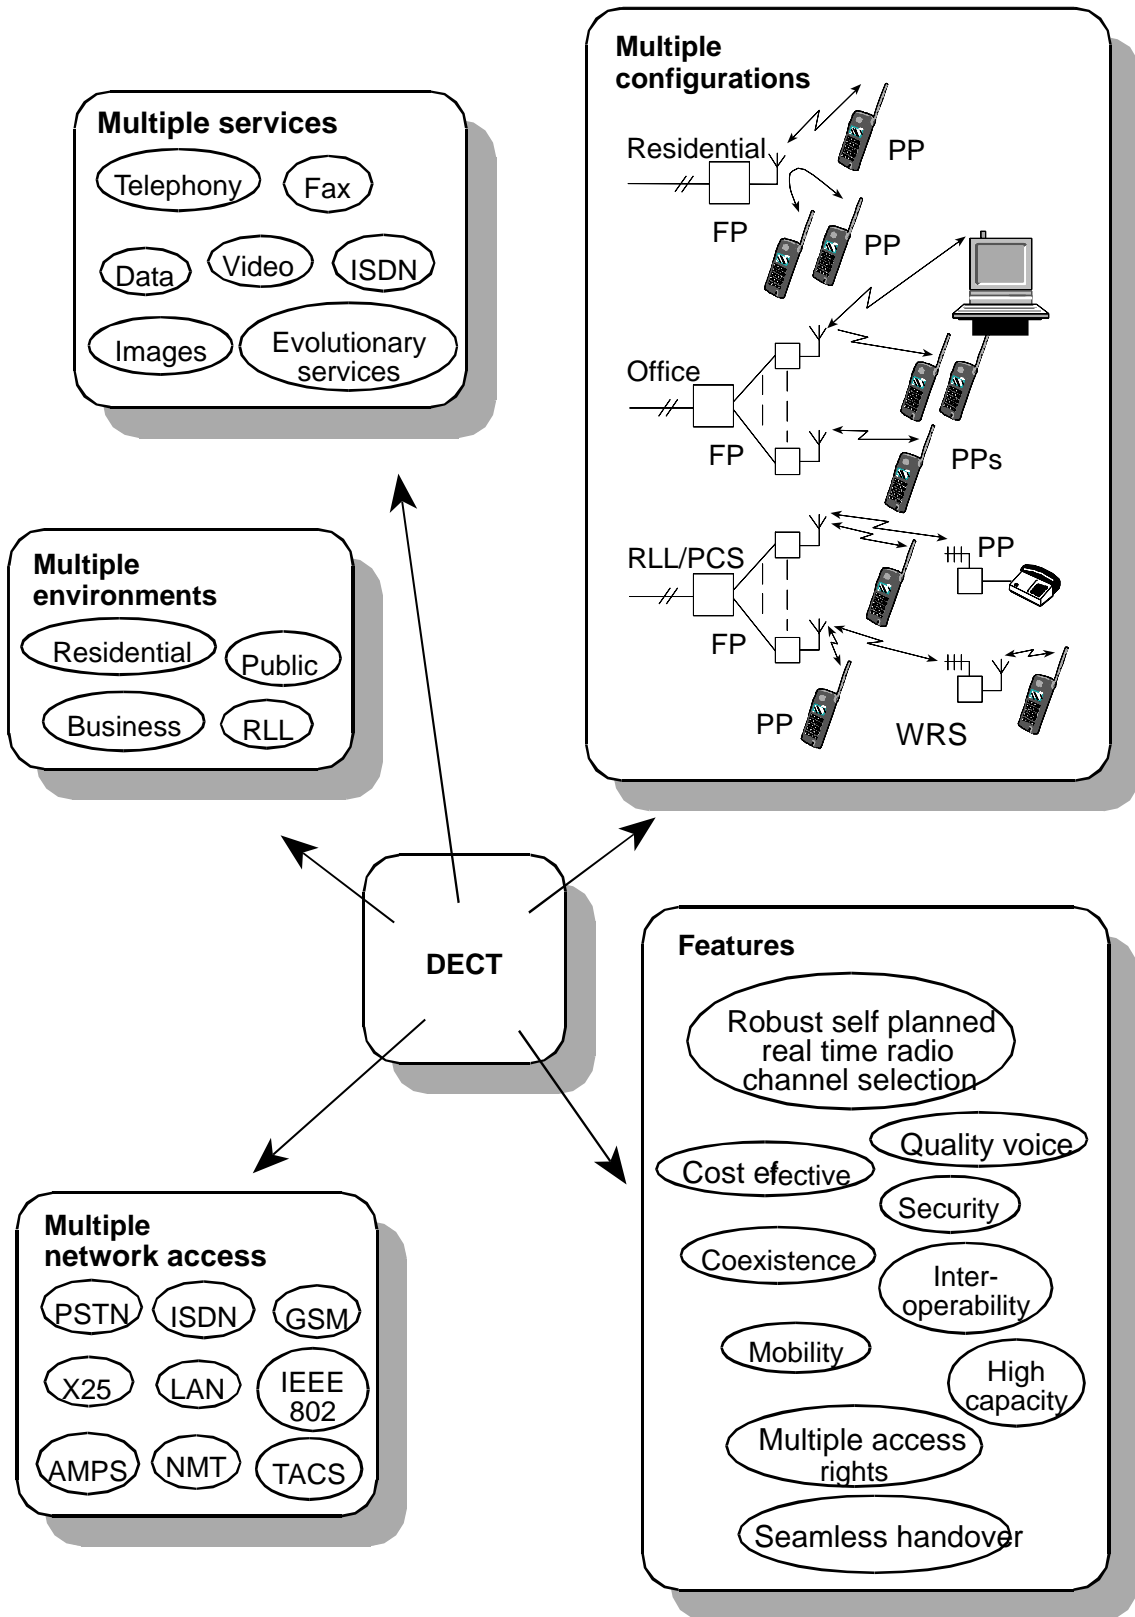 Multiple services
Telephony
Fax
Data
Video
ISDN
Images
Evolutionary
services
Multiple
configurations
Residential
PP
FP
PP
Office
FP
PPs
RLL/PCS
PP
FP
PP
WRS
Multiple
environments
Residential
Public
Business
RLL
DECT
Features
Robust self planned
real time radio
channel selection
Quality voice
Cost efective
Security
Coexistence
Inter-
operability
Mobility
High
capacity
Multiple access
rights
Seamless handover
Multiple
network access
PSTN
ISDN
GSM
X25
LAN
IEEE
802
AMPS
NMT
TACS